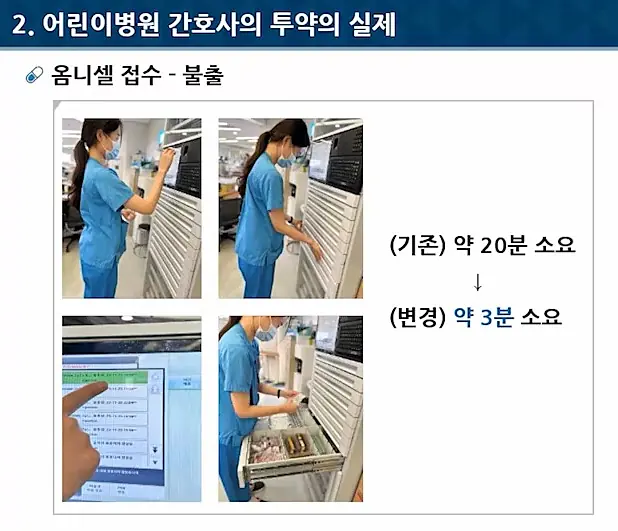 2. 어린이병원 간호사의 투약의 실제
옴니셀 접수 - 불출
(기존) 약 20분 소요
↓
(변경) 약 3분 소요